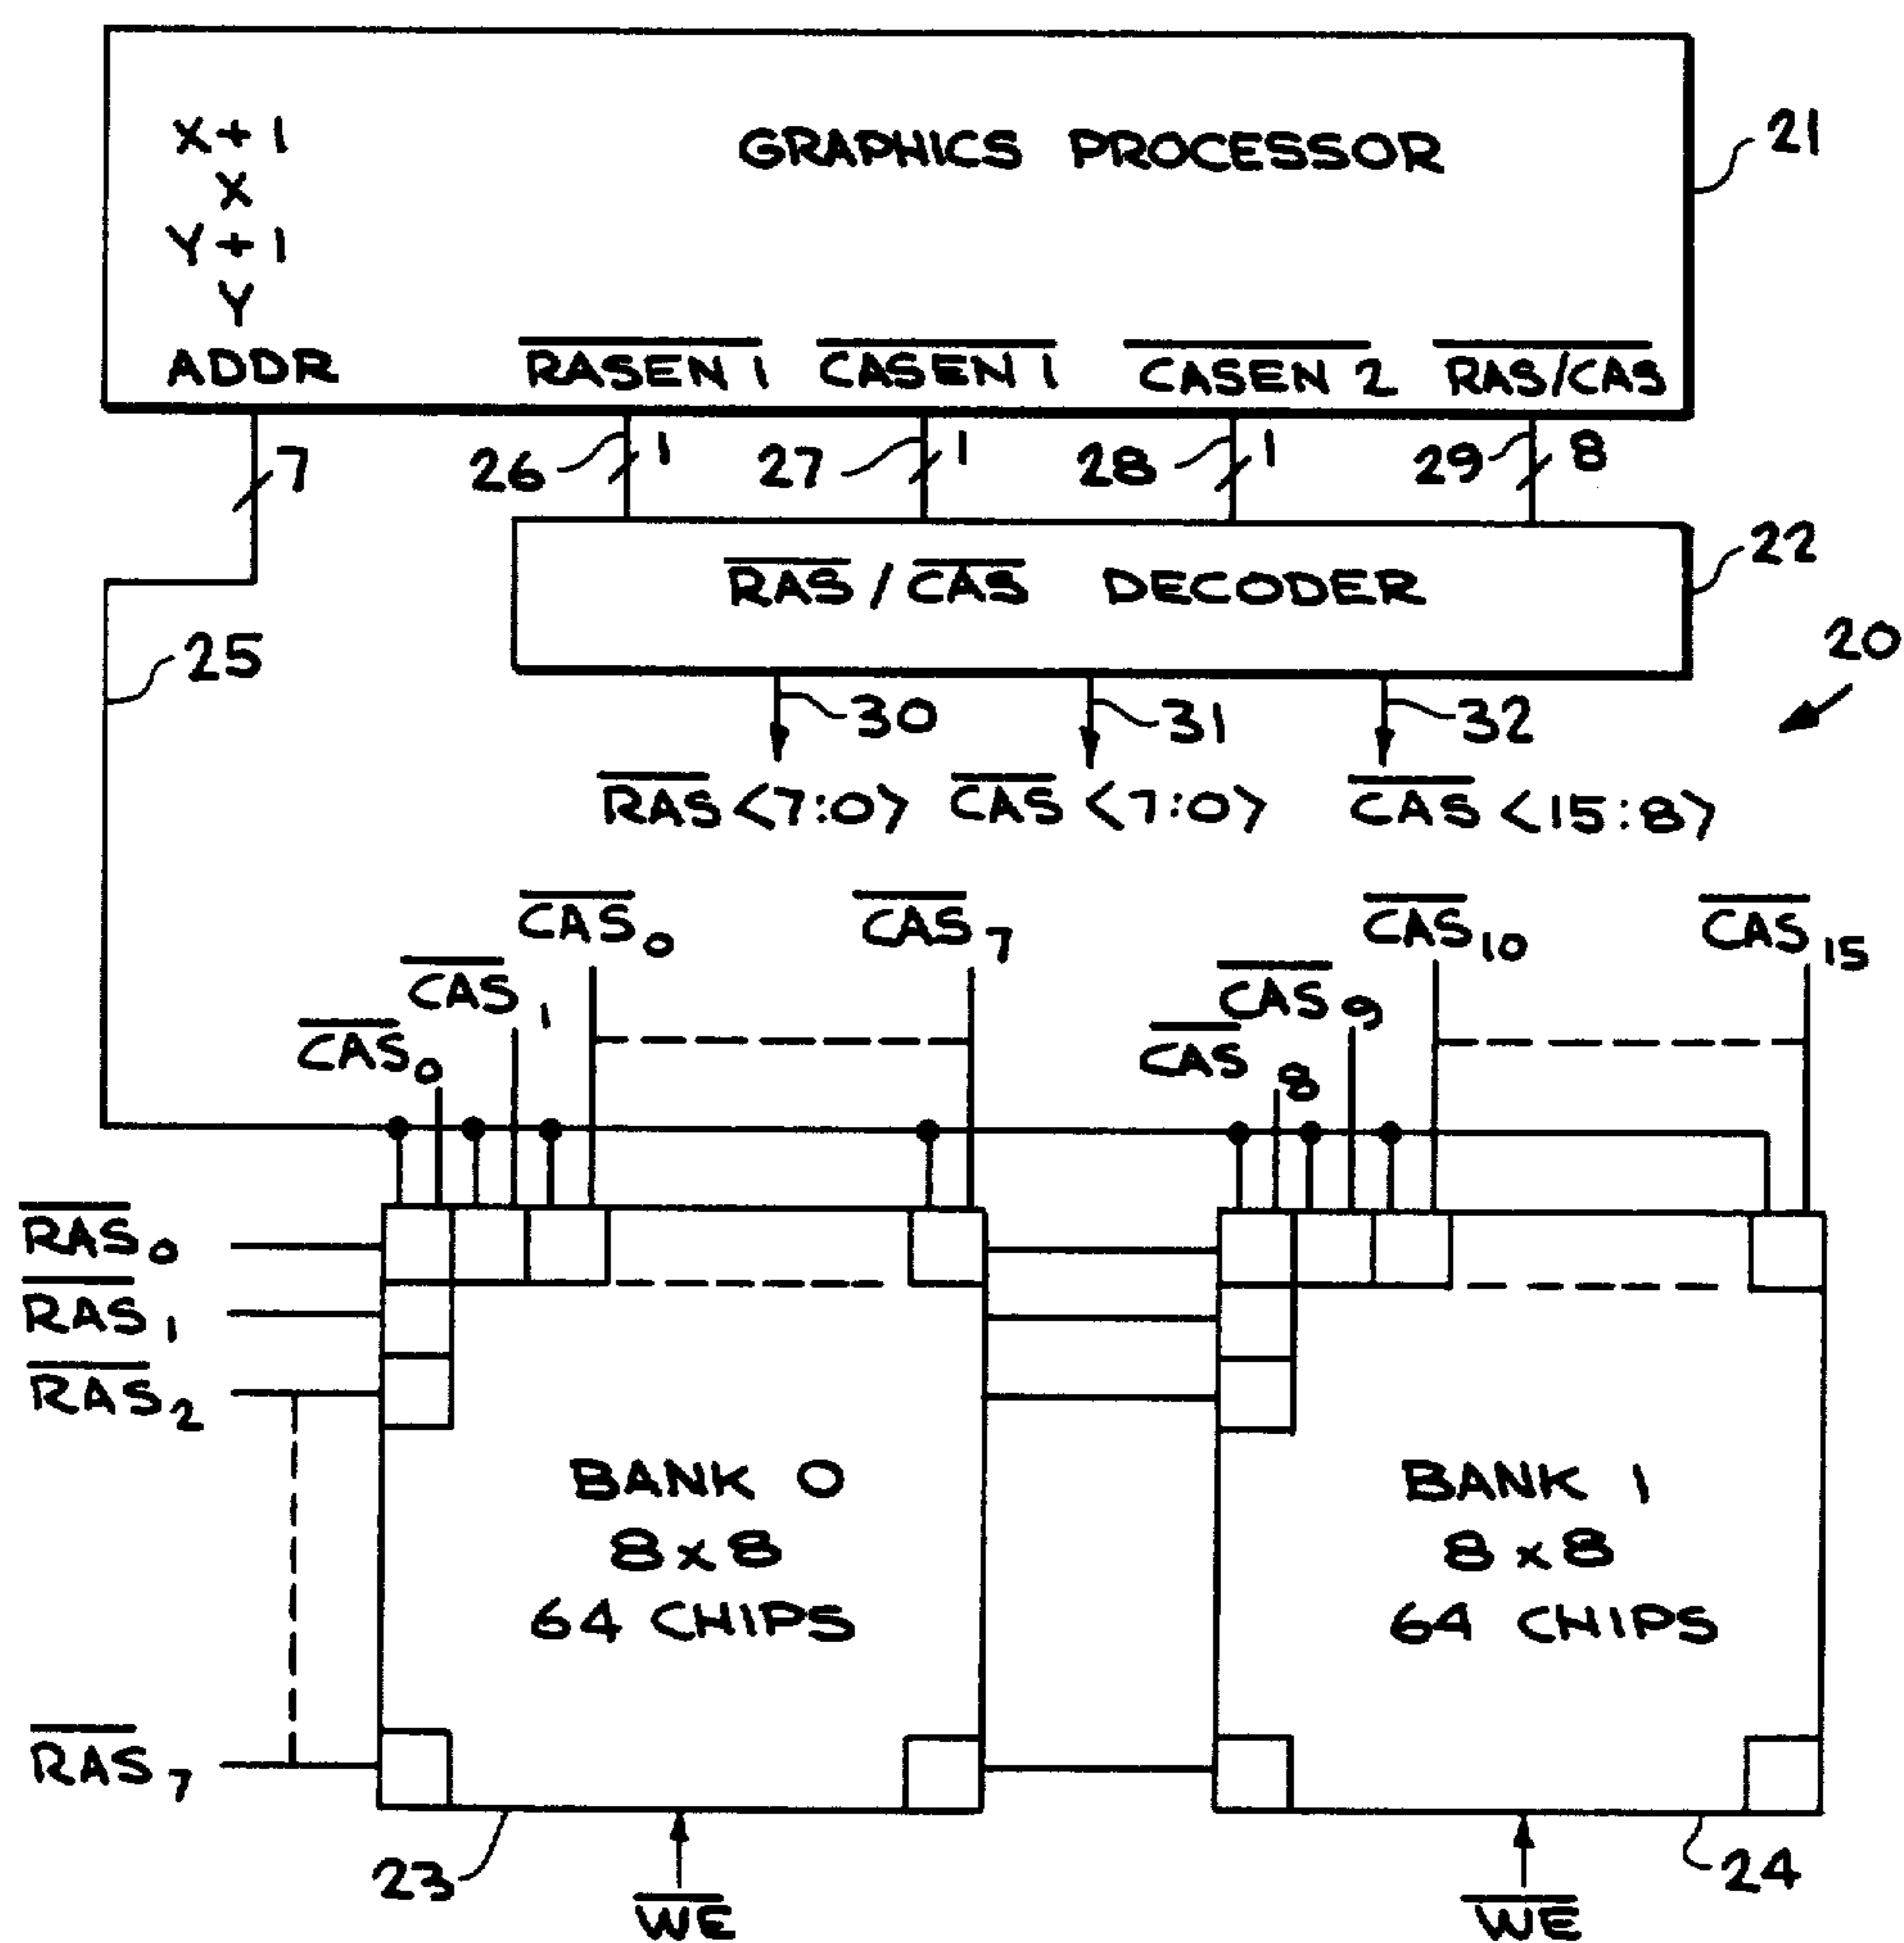 X+1
GRAPHICS PROCESSOR
21
X
Y+1
Y
ADDR
RASEN 1
CASEN 1
CASEN 2
RAS/CAS
7
26
1
27
1
28
1
29
8
RAS / CAS DECODER
22
25
20
30
31
32
RAS <7:0>
CAS <7:0>
CAS <15:8>
CAS0
CAS7
CAS10
CAS15
CAS1
CAS9
CAS0
CAS8
RAS0
RAS1
RAS2
BANK 0
8x8
64 CHIPS
BANK 1
8x8
64 CHIPS
RAS7
23
WE
24
WE